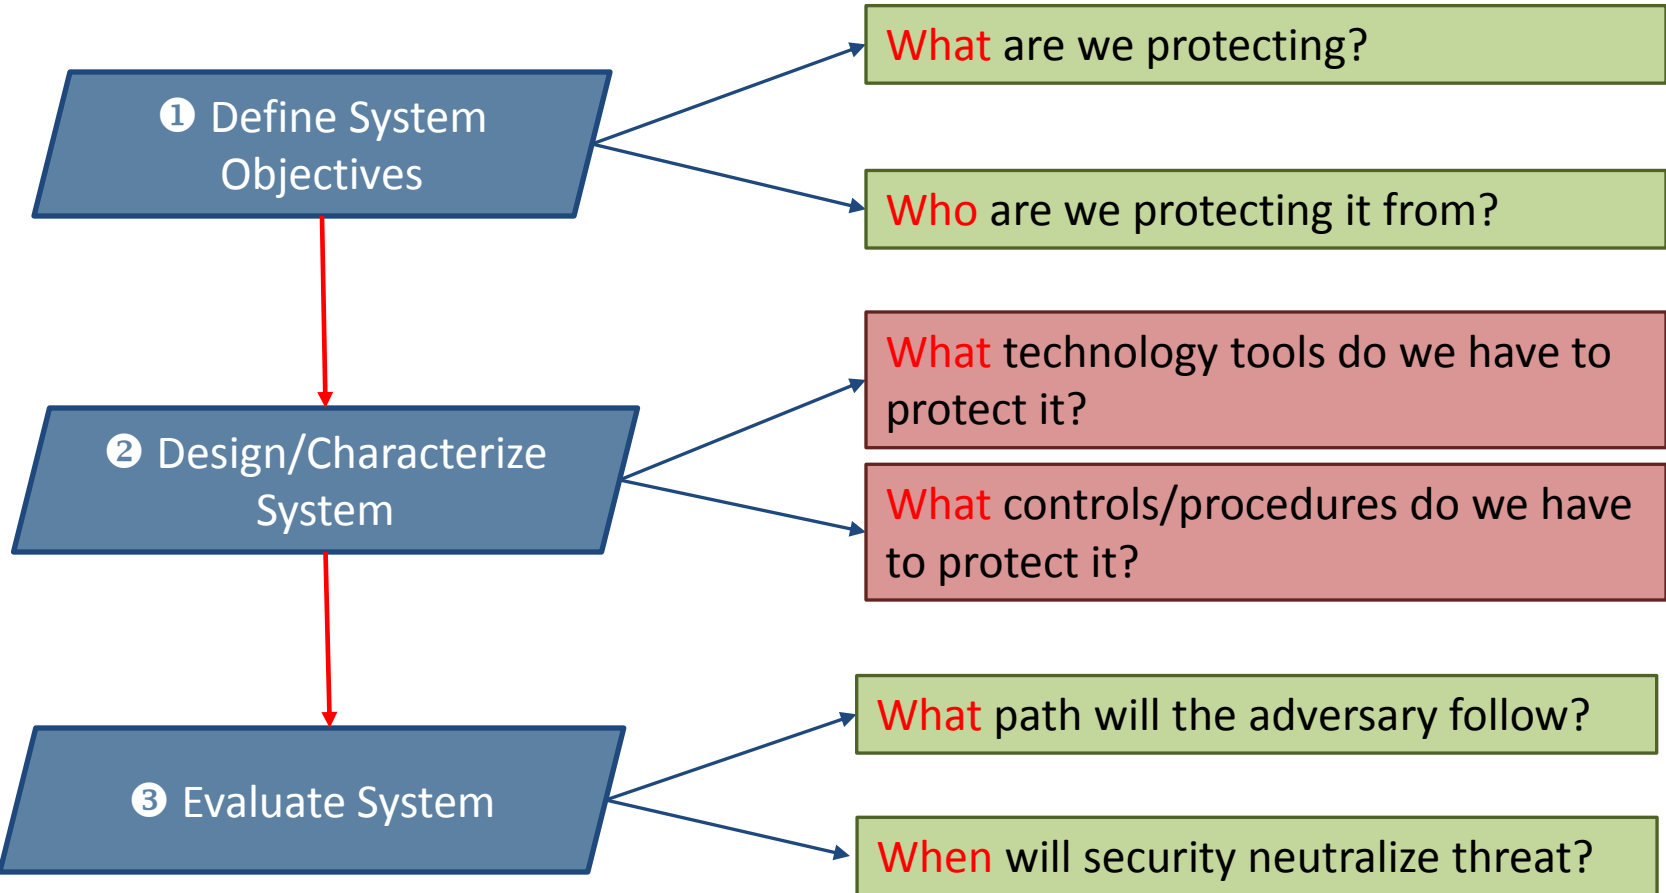 ❶ Define System
Objectives
What are we protecting?
Who are we protecting it from?
❷ Design/Characterize
System
What technology tools do we have to
protect it?
What controls/procedures do we have
to protect it?
❸ Evaluate System
What path will the adversary follow?
When will security neutralize threat?